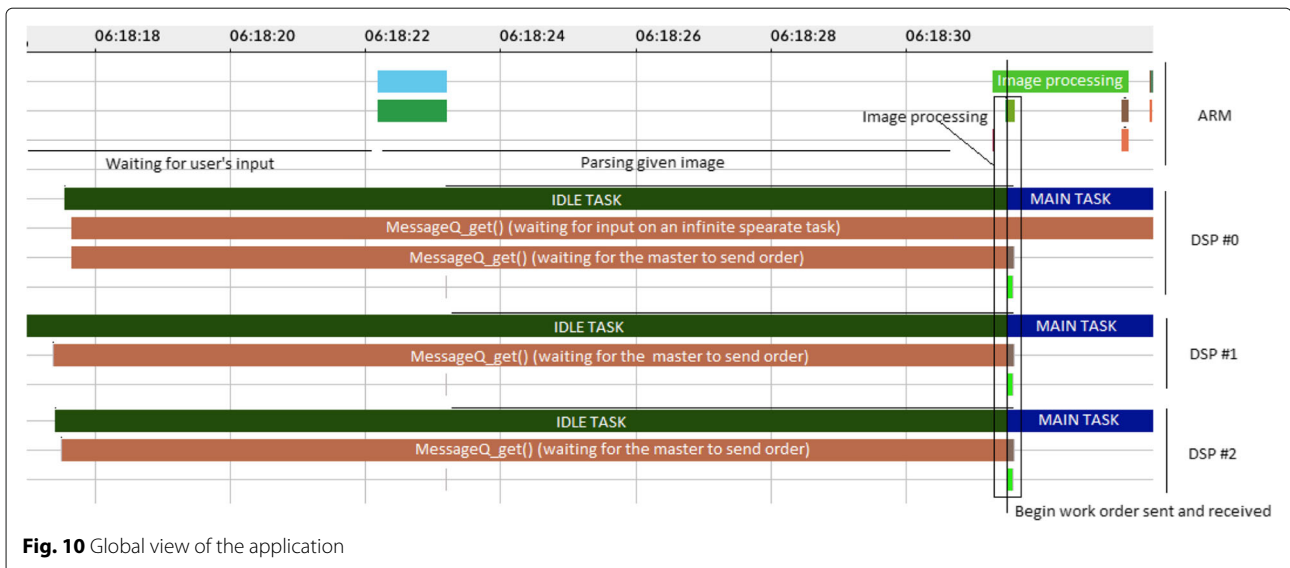 06:18:18 06:18:20 06:18:22 06:18:24 06:18:26 06:18:28 06:18:30
Image processing
Image processing
ARM
Waiting for user's input
Parsing given image
IDLE TASK
MAIN TASK
MessageQ_get() (waiting for input on an infinite spearate task)
DSP #0
MessageQ_get() (waiting for the master to send order)
IDLE TASK
MAIN TASK
MessageQ_get() (waiting for the master to send order)
DSP #1
IDLE TASK
MAIN TASK
MessageQ_get() (waiting for the master to send order)
DSP #2
Begin work order sent and received
Fig. 10 Global view of the application